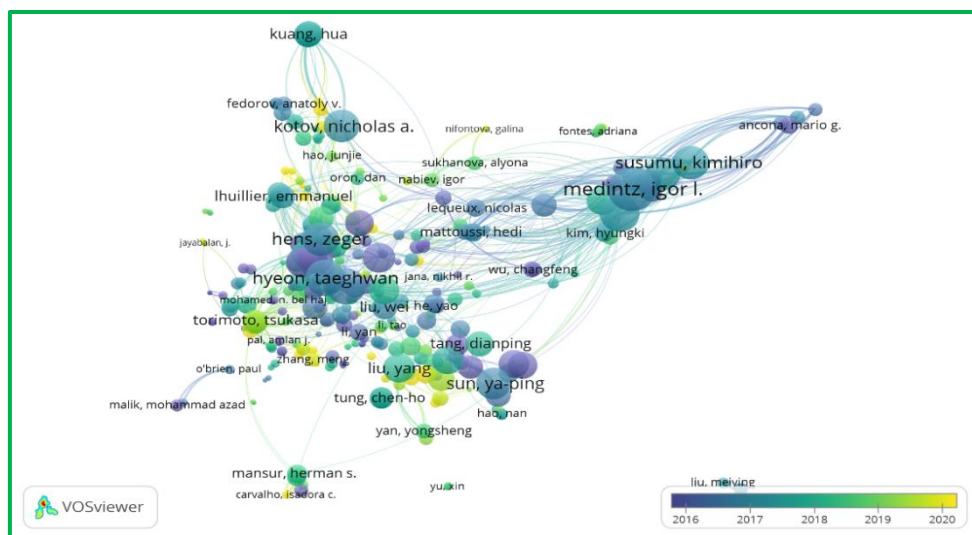 kuang, hua
fedorov, anatoly v.
kotov, nicholas a.
nifontova, galina
fontes, adriana
ancona, mario g.
hao, junjie
sukhanova, alyona
susumu, kimihiro
oron, dan
nabiev, igor
medintz, igor l.
lhuillier, emmanuel
lequeux, nicolas
mattoussi, hedi
kim, hyungki
hens, zeger
jayabalan, j.
wu, changfeng
hyeon, taeghwan
jana, nikhil r.
mohamed, n. bel haj
liu, wei
he, yao
torimoto, tsukasa
li, yan
li, tao
pal, amlan j.
tang, dianping
zhang, meng
o'brien, paul
liu, yang
sun, ya-ping
malik, mohammad azad
tung, chen-ho
hao, nan
yan, yongsheng
mansur, herman s.
carvalho, isadora c.
yu, xin
liu, meiying
VOSviewer
2016 2017 2018 2019 2020